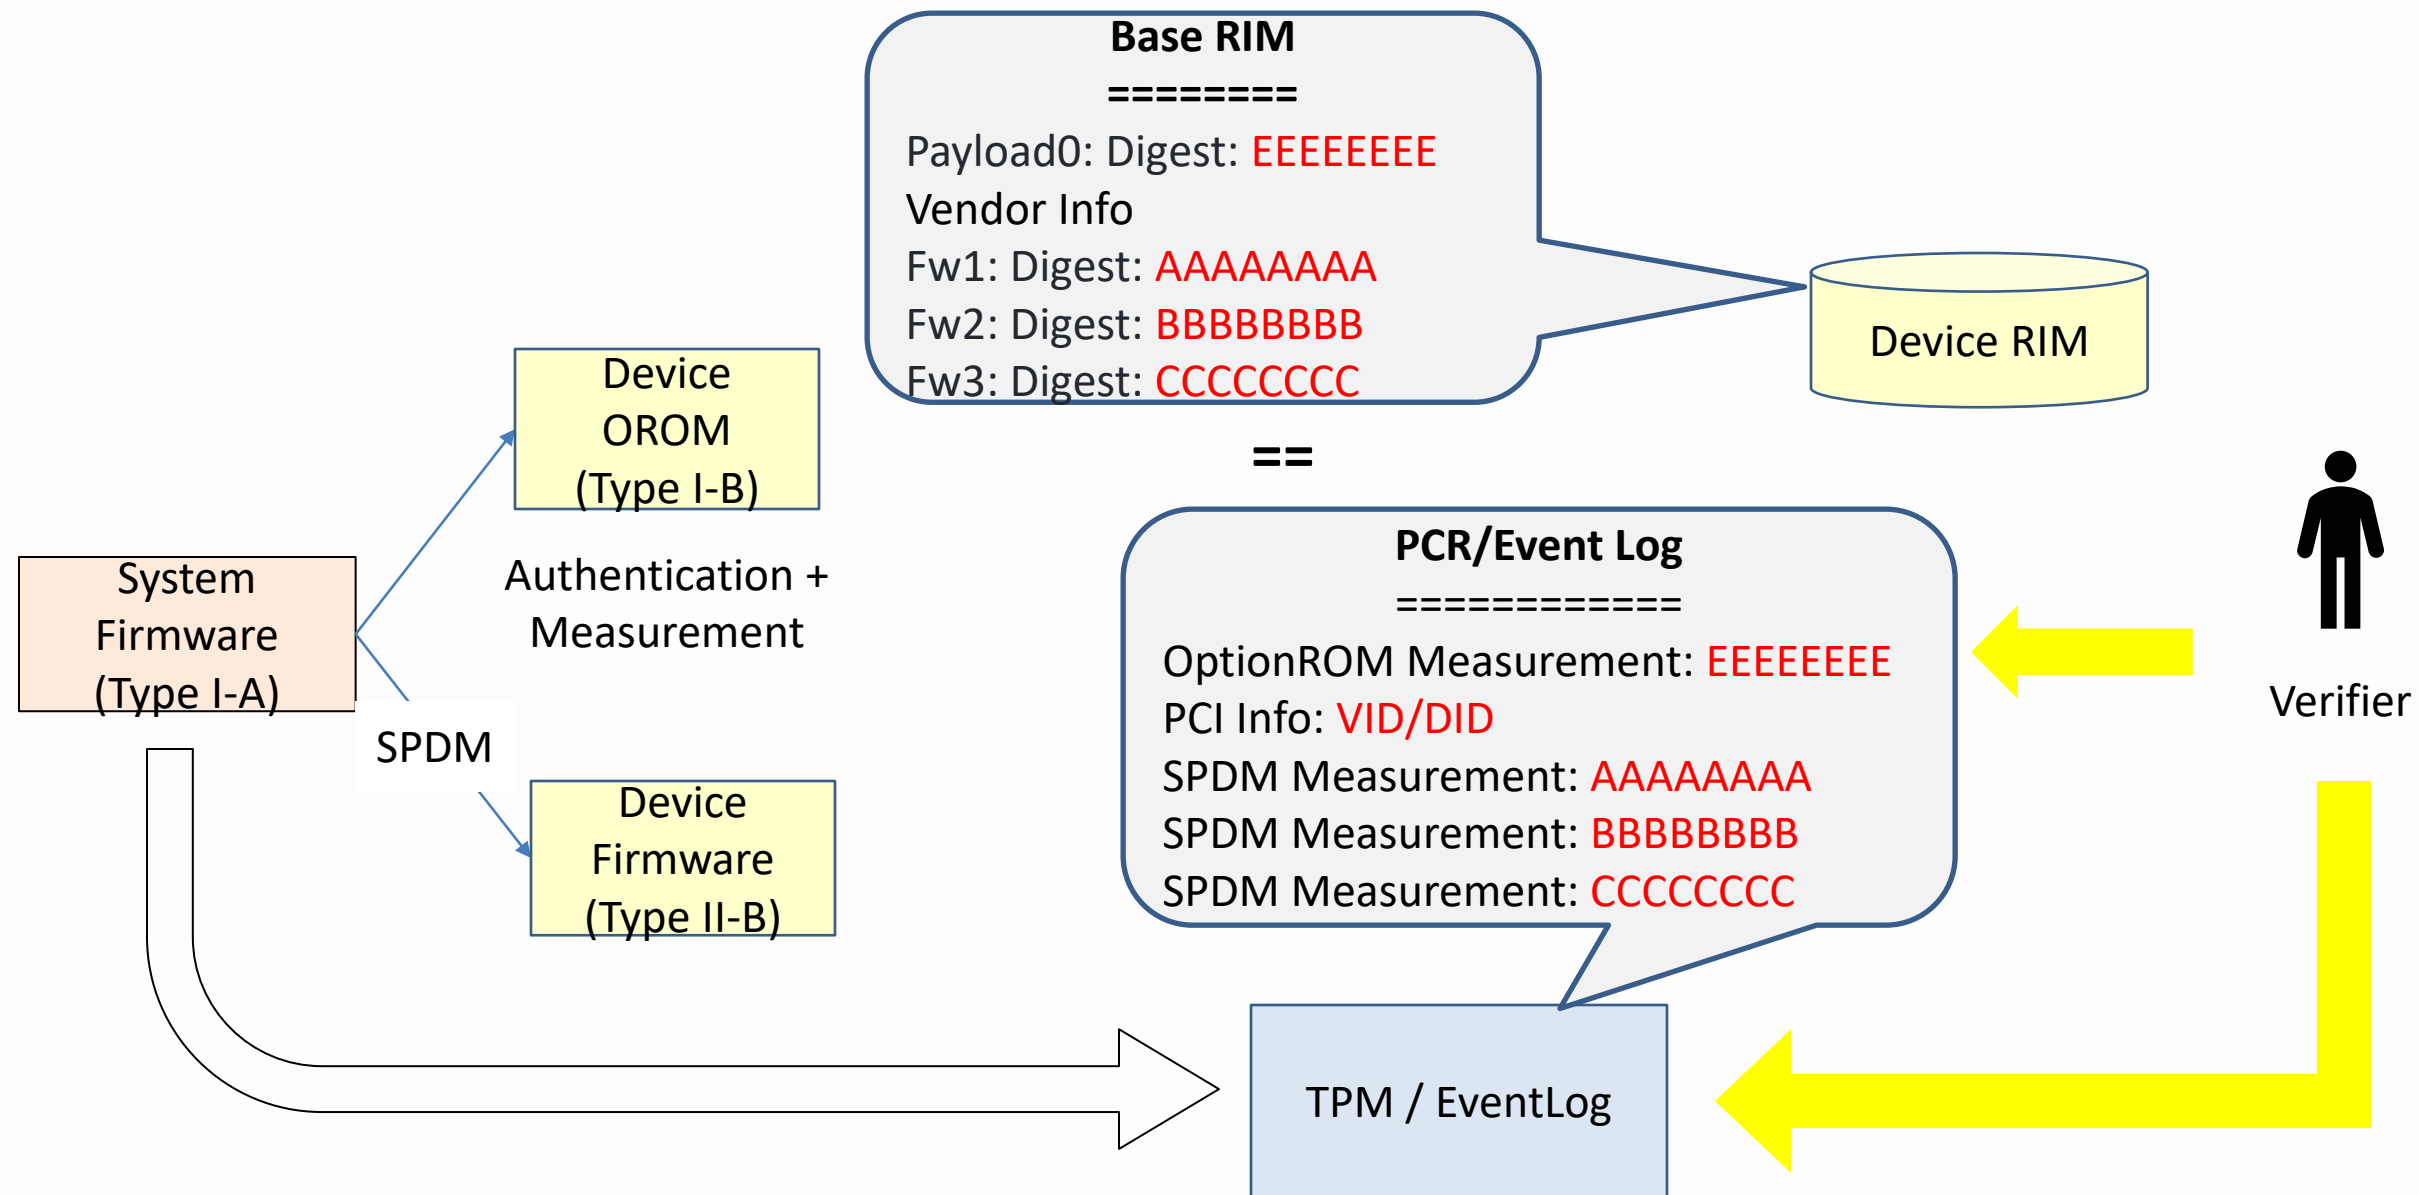 Base RIM
========
Payload0: Digest: EEEEEEEE
Vendor Info
Fw1: Digest: AAAAAAAA
Fw2: Digest: BBBBBBBB
Fw3: Digest: CCCCCCCC
Device RIM
==
Device
OROM
(Type I-B)
Authentication +
Measurement
System
Firmware
(Type I-A)
SPDM
Device
Firmware
(Type II-B)
PCR/Event Log
============
OptionROM Measurement: EEEEEEEE
PCI Info: VID/DID
SPDM Measurement: AAAAAAAA
SPDM Measurement: BBBBBBBB
SPDM Measurement: CCCCCCCC
Verifier
TPM / EventLog